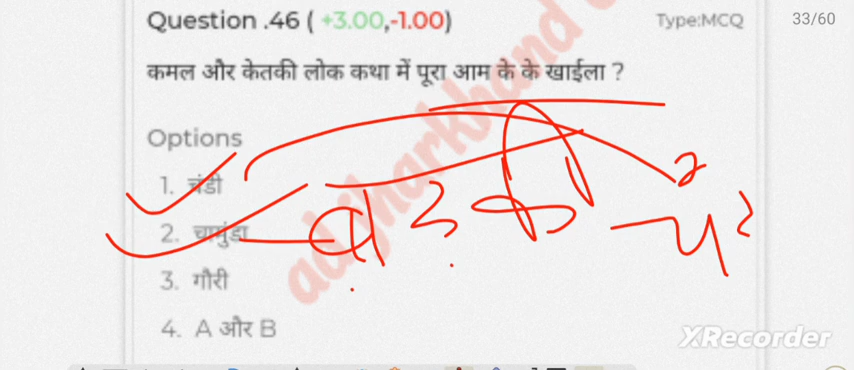 Question .46 ( +3.00,-1.00)
Type:MCQ
33/60
कमल और केतकी लोक कथा में पूरा आम के के खाईला ?
Options
1. चंडी
2. चामुंडा
3. गौरी
4. A और B
XRecorder